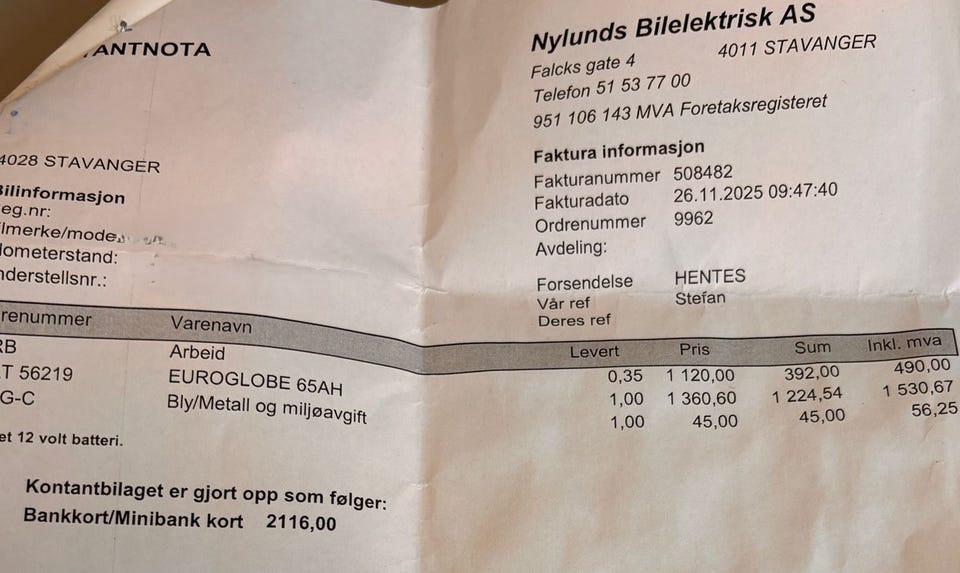 TANTNOTA
4028 STAVANGER
Bilinformasjon
eg.nr:
ilmerke/mode
lometerstand:
nderstellsnr.:
Nylunds Bilelektrisk AS
Falcks gate 4 4011 STAVANGER
Telefon 51 53 77 00
951 106 143 MVA Foretaksregisteret
Faktura informasjon
Fakturanummer 508482
Fakturadato 26.11.2025 09:47:40
Ordrenummer 9962
Avdeling:
Forsendelse HENTES
Vår ref Stefan
Deres ref
renummer Varenavn Levert Pris Sum Inkl. mva
RB Arbeid 0,35 1 120,00 392,00 490,00
T 56219 EUROGLOBE 65AH 1,00 1 360,60 1 224,54 1 530,67
G-C Bly/Metall og miljøavgift 1,00 45,00 45,00 56,25
et 12 volt batteri.
Kontantbilaget er gjort opp som følger:
Bankkort/Minibank kort 2116,00